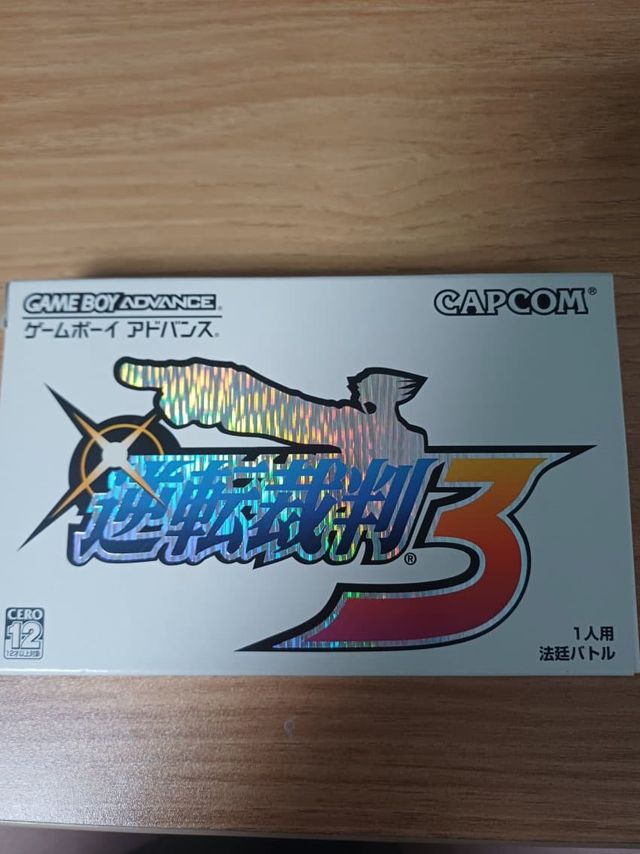 GAME BOY ADVANCE
ゲームボーイ アドバンス®
CAPCOM®
逆転裁判®3
CERO
12
12才以上対象
1人用
法廷バトル